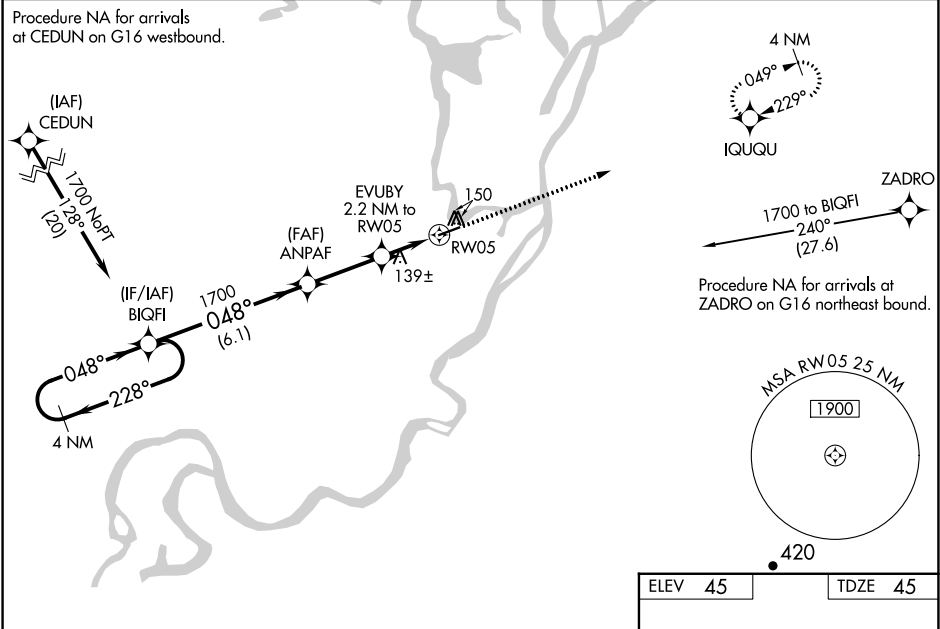 Procedure NA for arrivals
at CEDUN on G16 westbound.
(IAF)
CEDUN
1700 NoPT
128°
(20)
(IF/IAF)
BIQFI
048°
228°
4 NM
1700
048°
(6.1)
(FAF)
ANPAF
EVUBY
2.2 NM to
RW05
139±
150
RW05
4 NM
049°
229°
IQUQU
ZADRO
1700 to BIQFI
240°
(27.6)
Procedure NA for arrivals at
ZADRO on G16 northeast bound.
MSA RW05 25 NM
1900
420
ELEV 45
TDZE 45